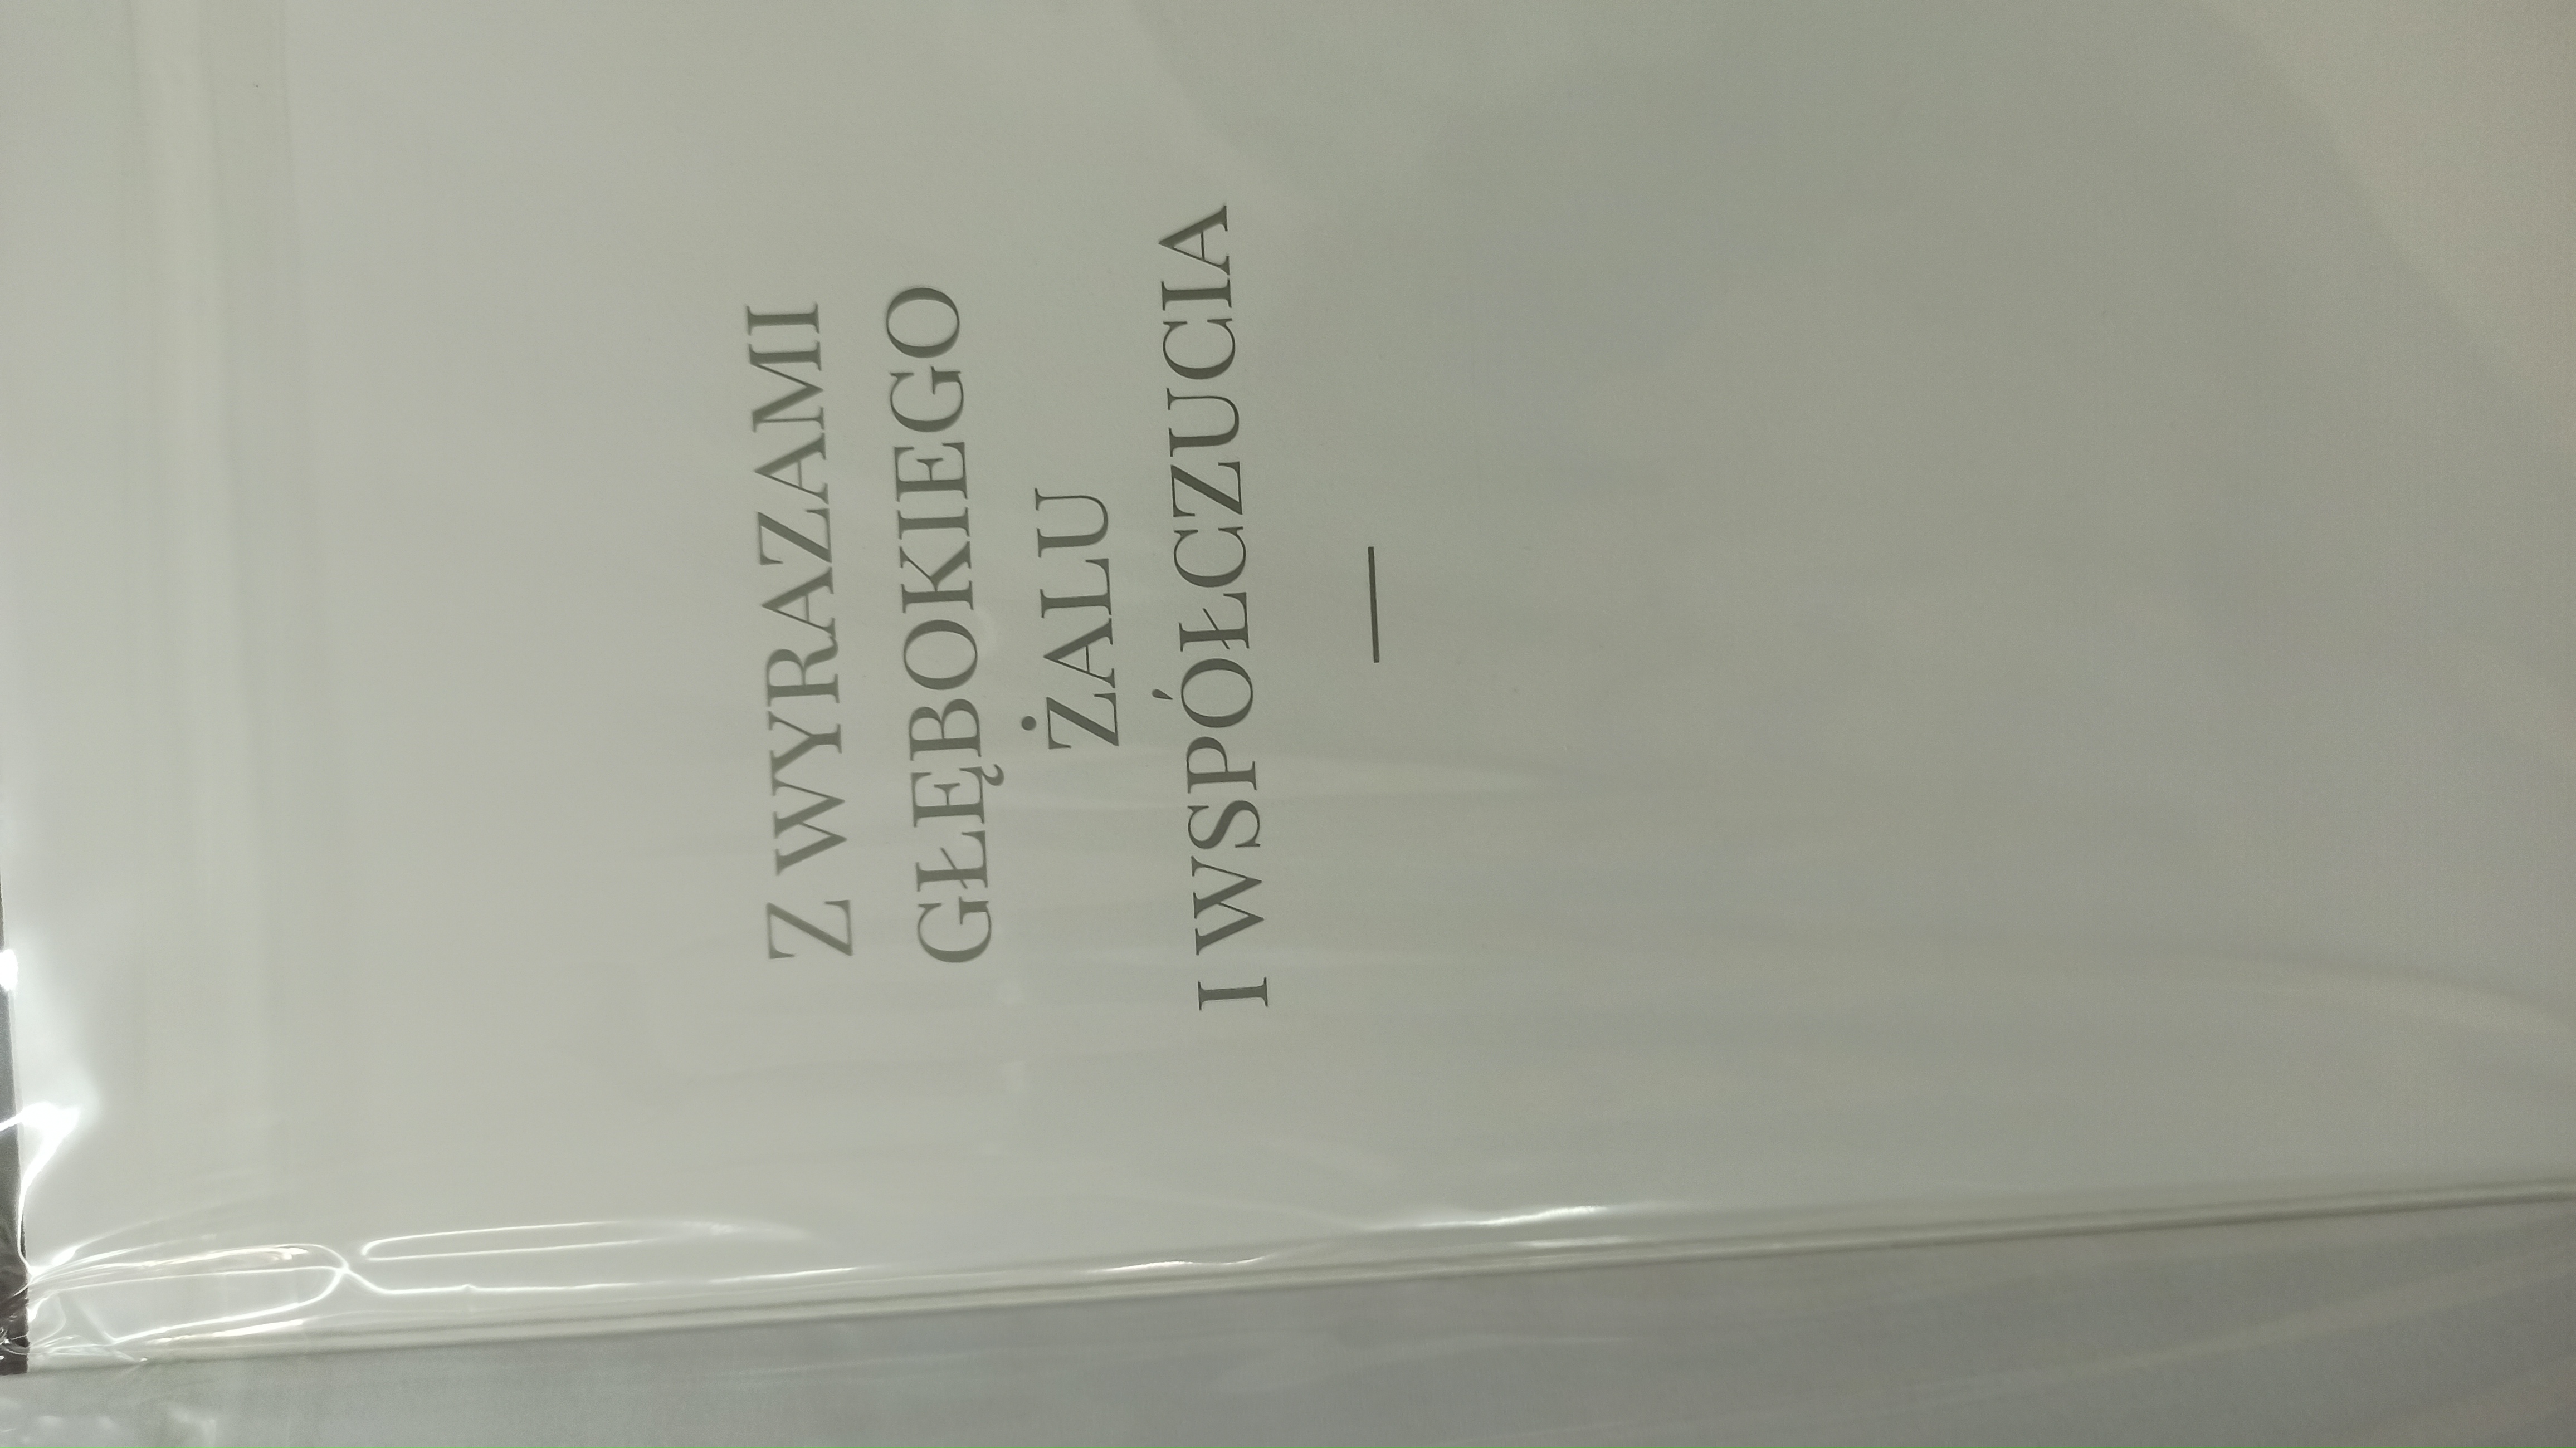 Z WYRAZAMI
GŁĘBOKIEGO
ŻALU
I WSPÓŁCZUCIA